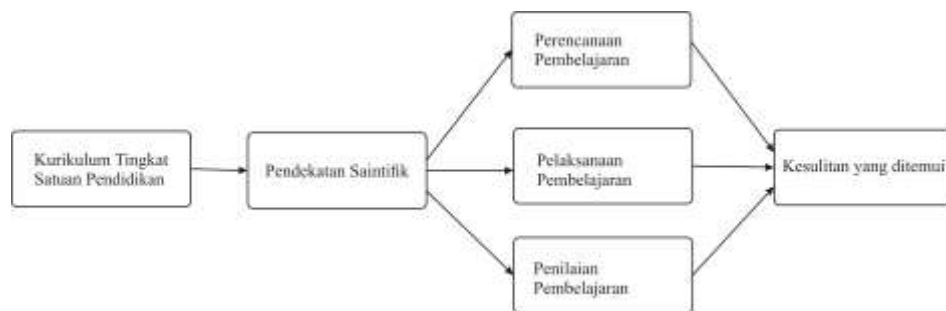 Kurikulum Tingkat
Satuan Pendidikan
Pendekatan Saintifik
Perencanaan
Pembelajaran
Pelaksanaan
Pembelajaran
Penilaian
Pembelajaran
Kesulitan yang ditemui